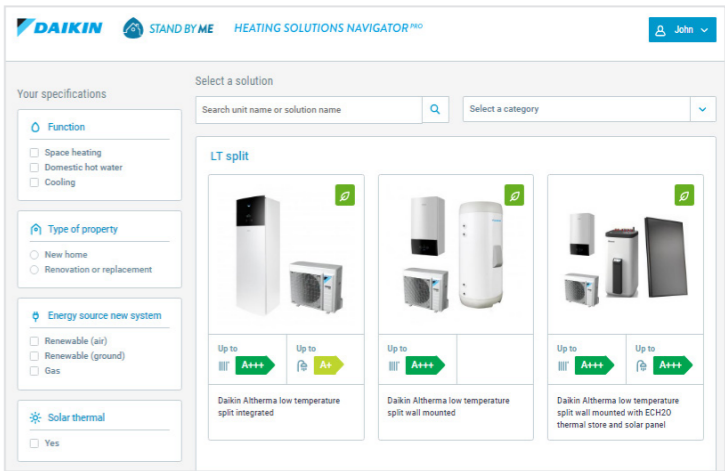 DAIKIN STAND BY ME HEATING SOLUTIONS NAVIGATOR PRO
John
Your specifications
Function
Space heating
Domestic hot water
Cooling
Type of property
New home
Renovation or replacement
Energy source new system
Renewable (air)
Renewable (ground)
Gas
Solar thermal
Yes
Select a solution
Search unit name or solution name
Select a category
LT split
Up to
A+++
Up to
A+
Daikin Altherma low temperature
split integrated
Up to
A+++
Daikin Altherma low temperature
split wall mounted
Up to
A+++
Up to
A+++
Daikin Altherma low temperature
split wall mounted with ECH2O
thermal store and solar panel